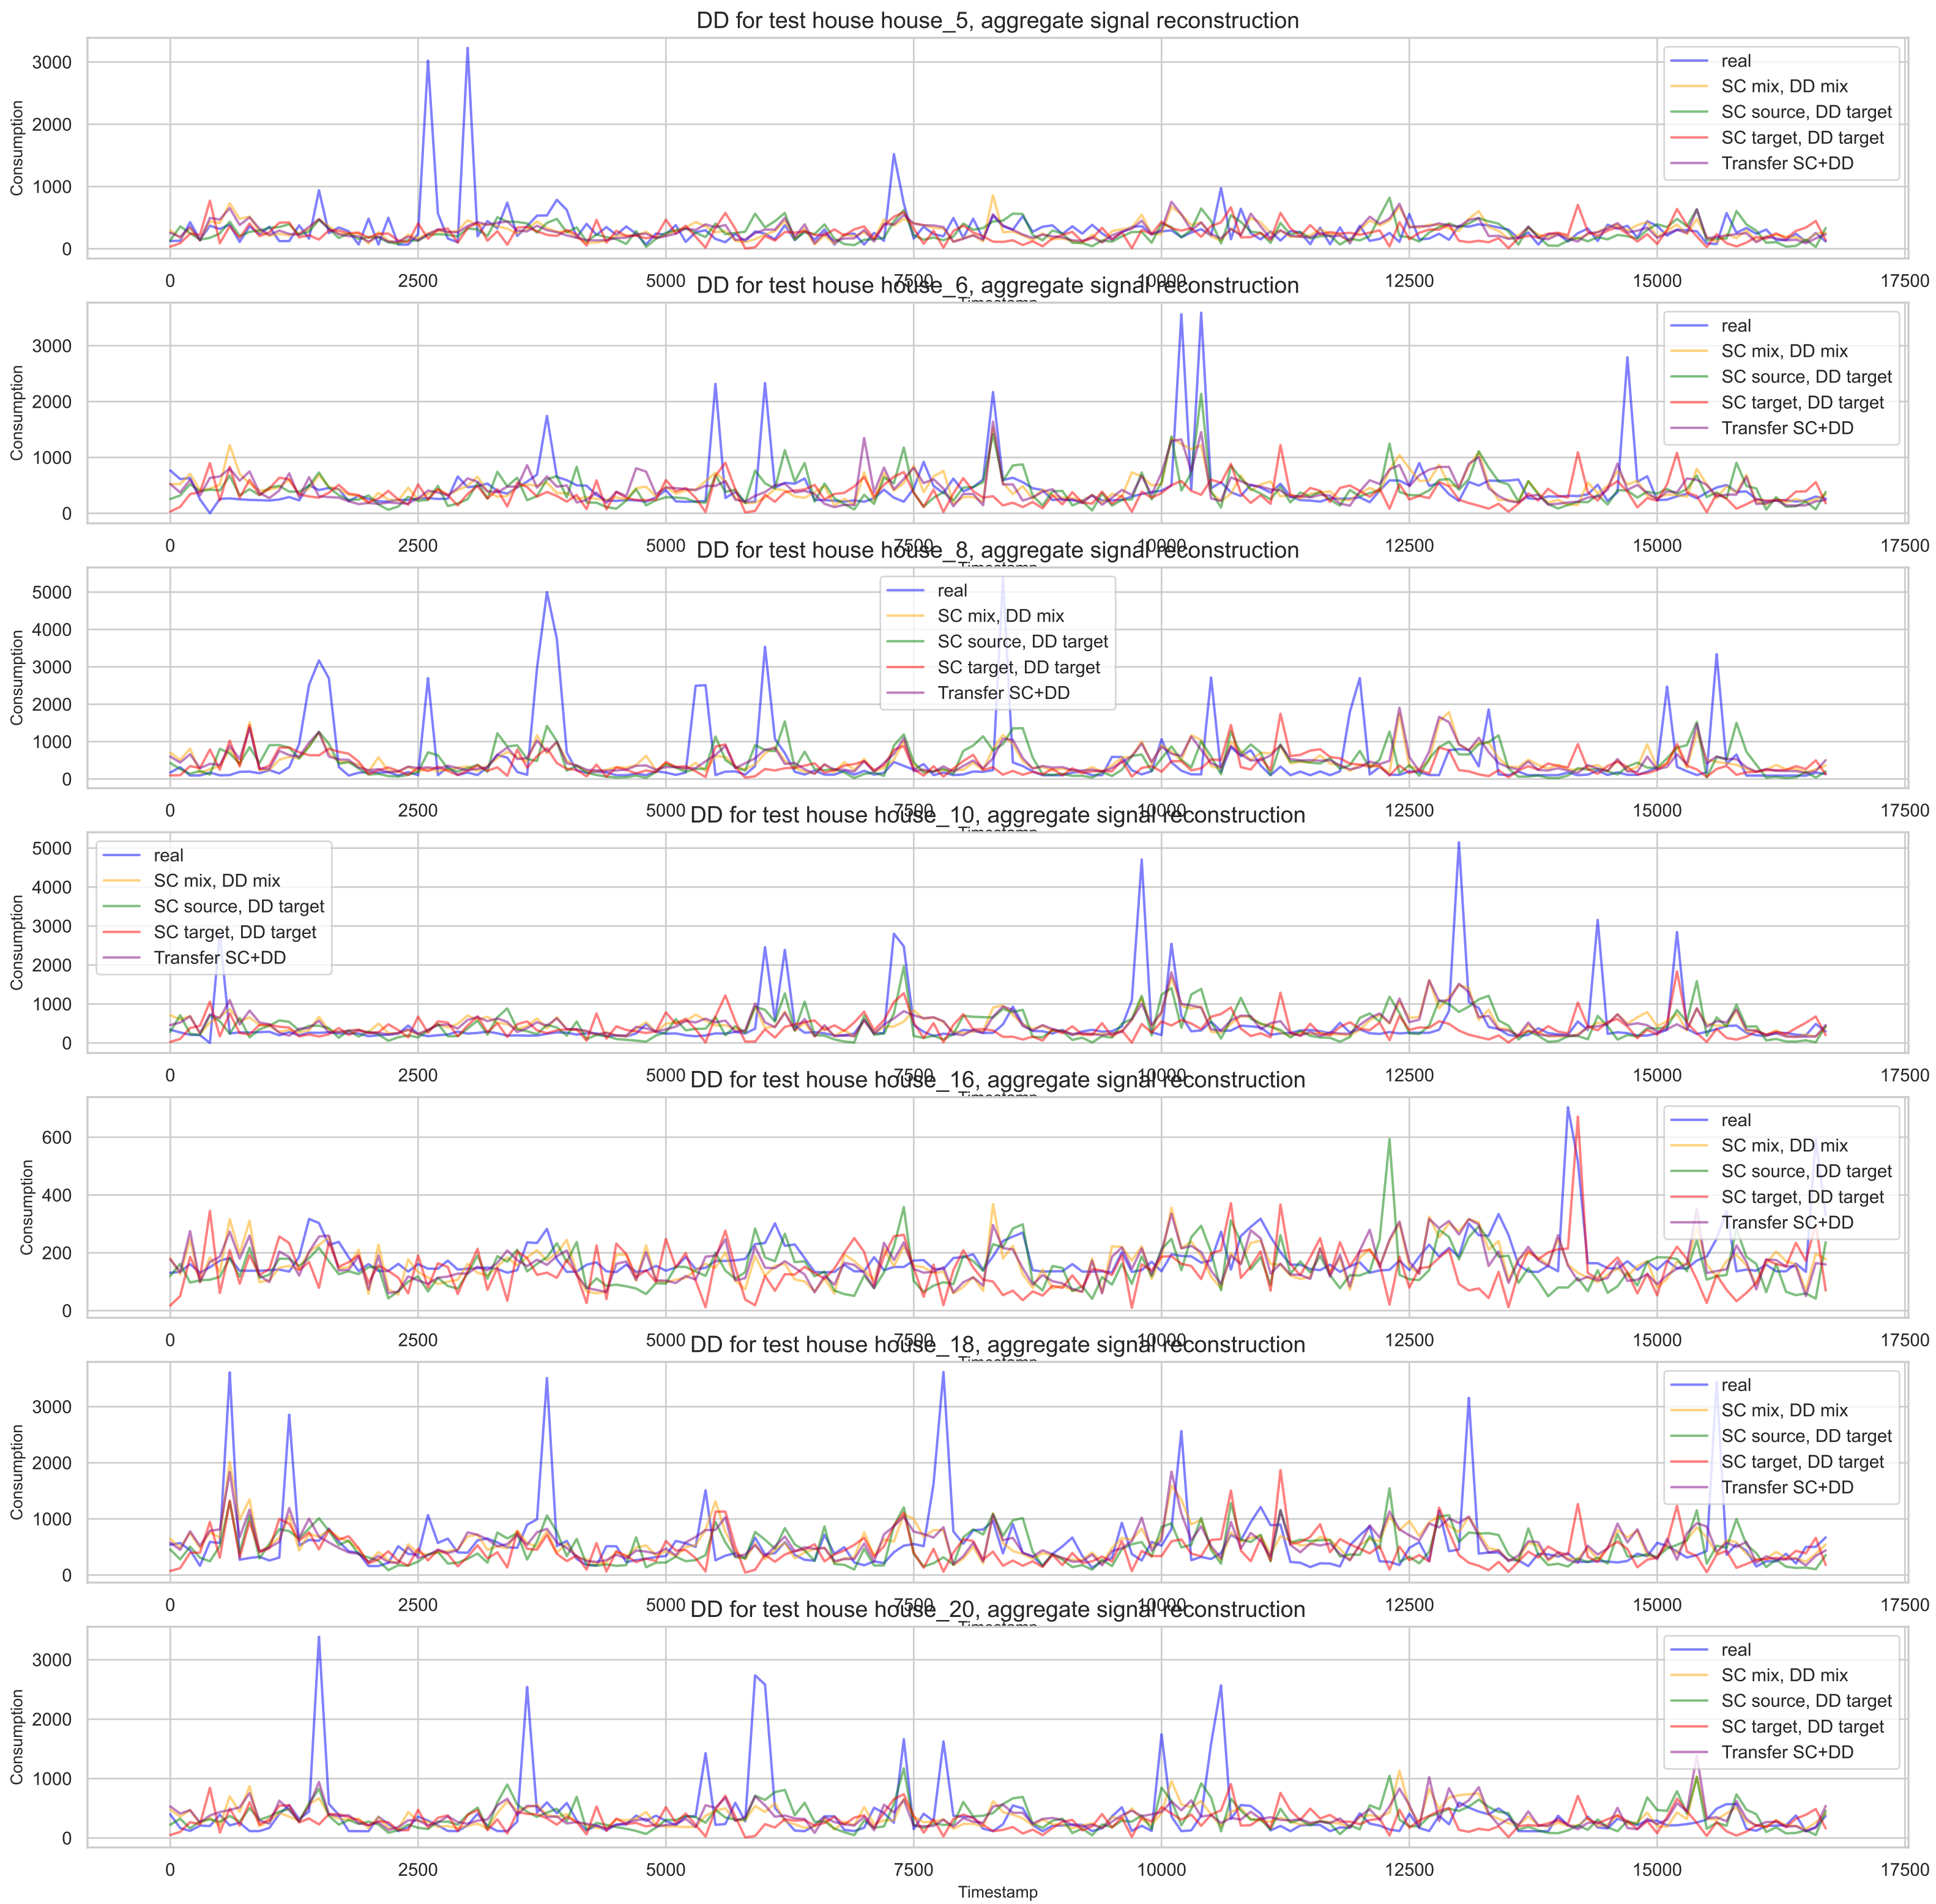 DD for test house house_5, aggregate signal reconstruction
Consumption
3000
2000
1000
0
real
SC mix, DD mix
SC source, DD target
SC target, DD target
Transfer SC+DD
0 2500 5000 7500 10000 12500 15000 17500
Timestamp
DD for test house house_6, aggregate signal reconstruction
Consumption
3000
2000
1000
0
real
SC mix, DD mix
SC source, DD target
SC target, DD target
Transfer SC+DD
0 2500 5000 7500 10000 12500 15000 17500
DD for test house house_8, aggregate signal reconstruction
Consumption
5000
4000
3000
2000
1000
0
real
SC mix, DD mix
SC source, DD target
SC target, DD target
Transfer SC+DD
0 2500 5000 7500 10000 12500 15000 17500
DD for test house house_10, aggregate signal reconstruction
Consumption
5000
4000
3000
2000
1000
0
real
SC mix, DD mix
SC source, DD target
SC target, DD target
Transfer SC+DD
0 2500 5000 7500 10000 12500 15000 17500
DD for test house house_16, aggregate signal reconstruction
Consumption
600
400
200
0
real
SC mix, DD mix
SC source, DD target
SC target, DD target
Transfer SC+DD
0 2500 5000 7500 10000 12500 15000 17500
DD for test house house_18, aggregate signal reconstruction
Consumption
3000
2000
1000
0
real
SC mix, DD mix
SC source, DD target
SC target, DD target
Transfer SC+DD
0 2500 5000 7500 10000 12500 15000 17500
DD for test house house_20, aggregate signal reconstruction
Consumption
3000
2000
1000
0
real
SC mix, DD mix
SC source, DD target
SC target, DD target
Transfer SC+DD
0 2500 5000 7500 10000 12500 15000 17500
Timestamp